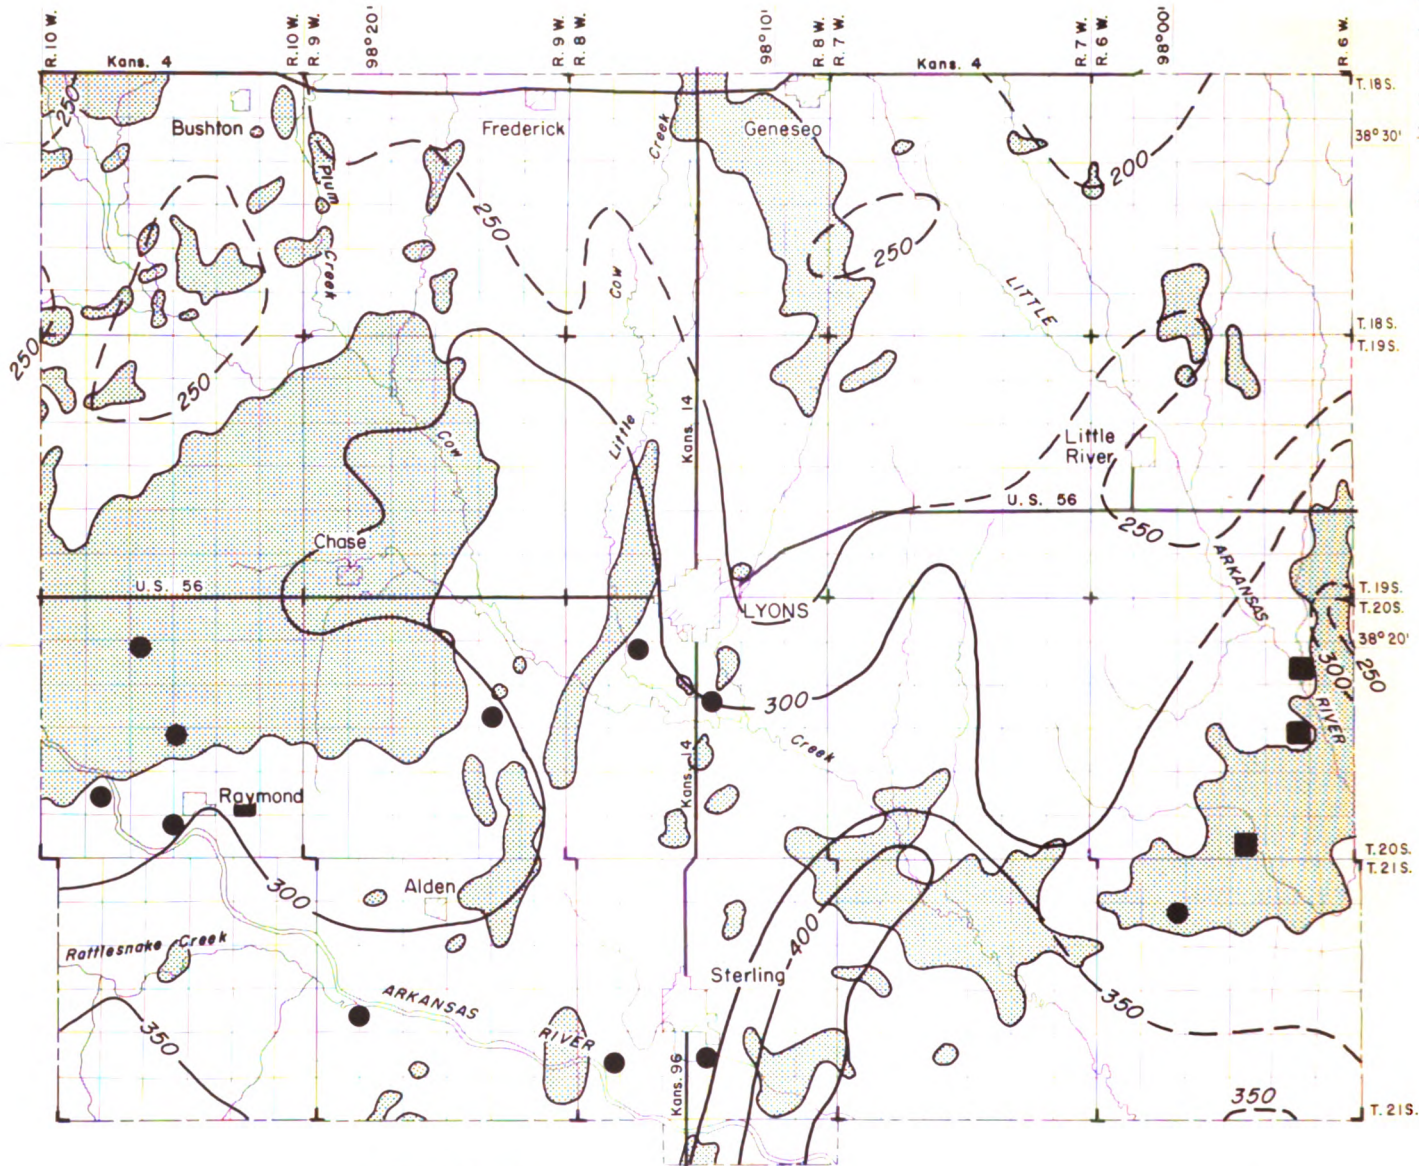 R.10 W.
R.10 W.
R. 9 W.
98°20'
R.9 W.
R. 8 W.
98°10'
R. 8 W.
R. 7 W.
R. 7 W.
R. 6 W.
98°00'
R. 6 W.
Kans. 4
Kans. 4
T. 18 S.
250
Bushton
Frederick
Creek
Geneseo
38° 30'
Plum
200
250
Cow
250
Creek
LITTLE
250
T. 18 S.
T. 19 S.
250
Kans. 14
Little
Cow
Little
River
U.S. 56
250
Chase
ARKANSAS
U.S. 56
T. 19 S.
T. 20S.
LYONS
38° 20'
300
250
300
RIVER
Creek
Kans. 14
Raymond
T.20S.
T.21 S.
300
Alden
400
Rattlesnake Creek
Sterling
ARKANSAS
350
350
RIVER
Kans. 96
350
T. 21 S.